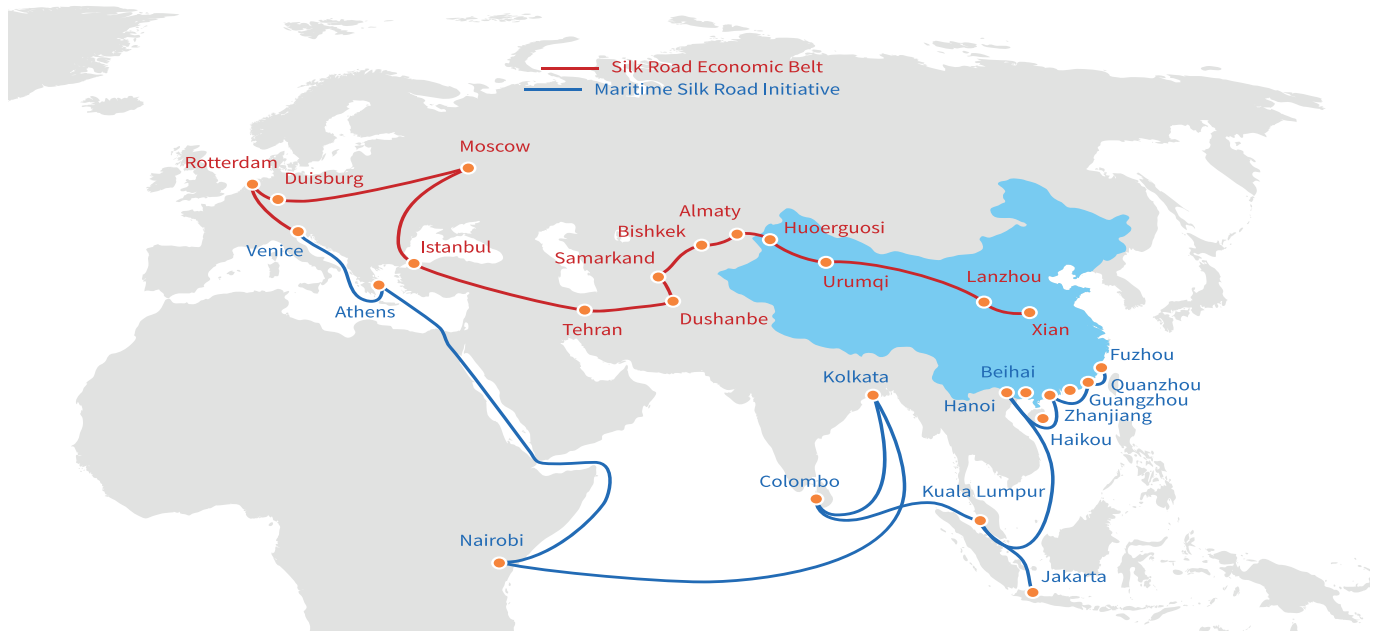 Silk Road Economic Belt
Maritime Silk Road Initiative
Moscow
Rotterdam
Duisburg
Almaty
Huoerguosi
Bishkek
Istanbul
Venice
Samarkand
Lanzhou
Urumqi
Athens
Dushanbe
Tehran
Xian
Fuzhou
Beihai
Kolkata
Quanzhou
Guangzhou
Hanoi
Zhanjiang
Haikou
Colombo
Kuala Lumpur
Nairobi
Jakarta